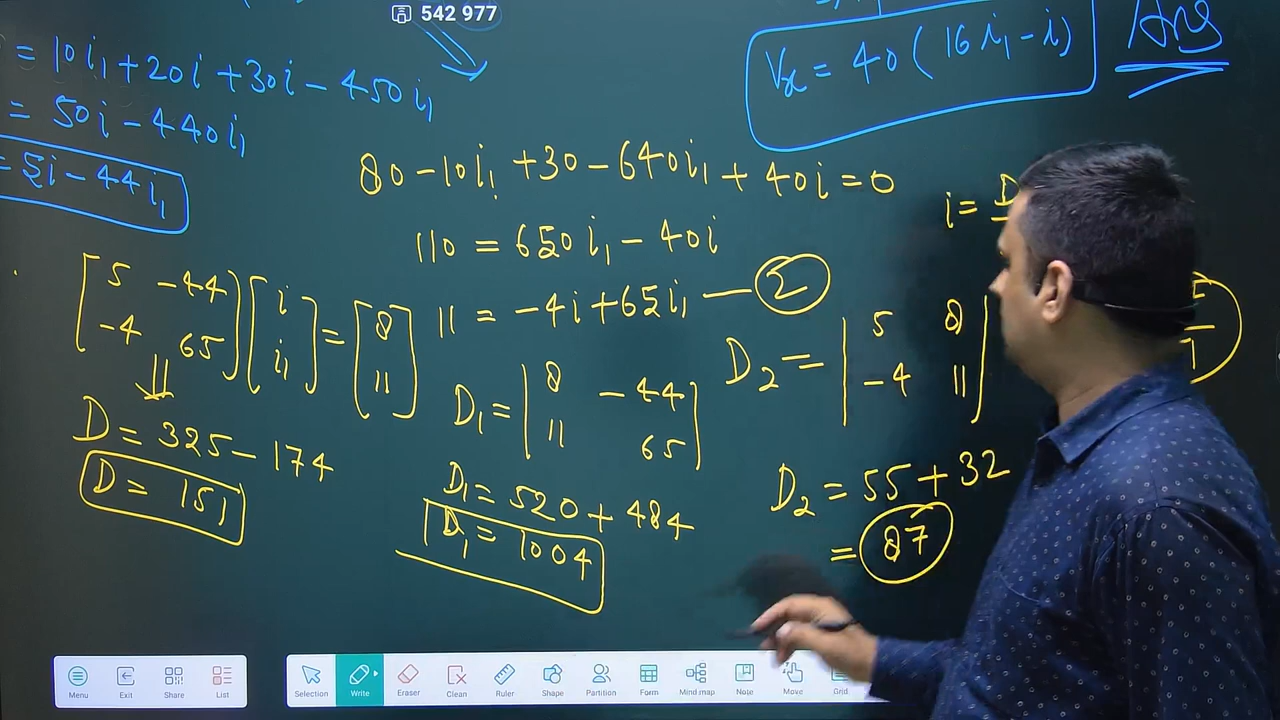 542 977
= 10i₁ + 20i + 30i - 450i₁
= 50i - 440i₁
= 5i - 44i₁
Vx = 40 ( 16i₁ - i )
Ans
80 - 10i₁ + 30 - 640i₁ + 40i = 0
110 = 650i₁ - 40i
11 = -4i + 65i₁ — 2
i = D
[ 5 -44
-4 65 ] [ i
i₁ ] = [ 8
11 ]
D = 325 - 174
D = 151
D₁ = | 8 -44
11 65 |
D₁ = 520 + 484
D₁ = 1004
D₂ = | 5 8
-4 11 |
D₂ = 55 + 32
= 87
Menu Exit Share List
Selection Write Eraser Clean Ruler Shape Partition Form Mind map Note Move Grid